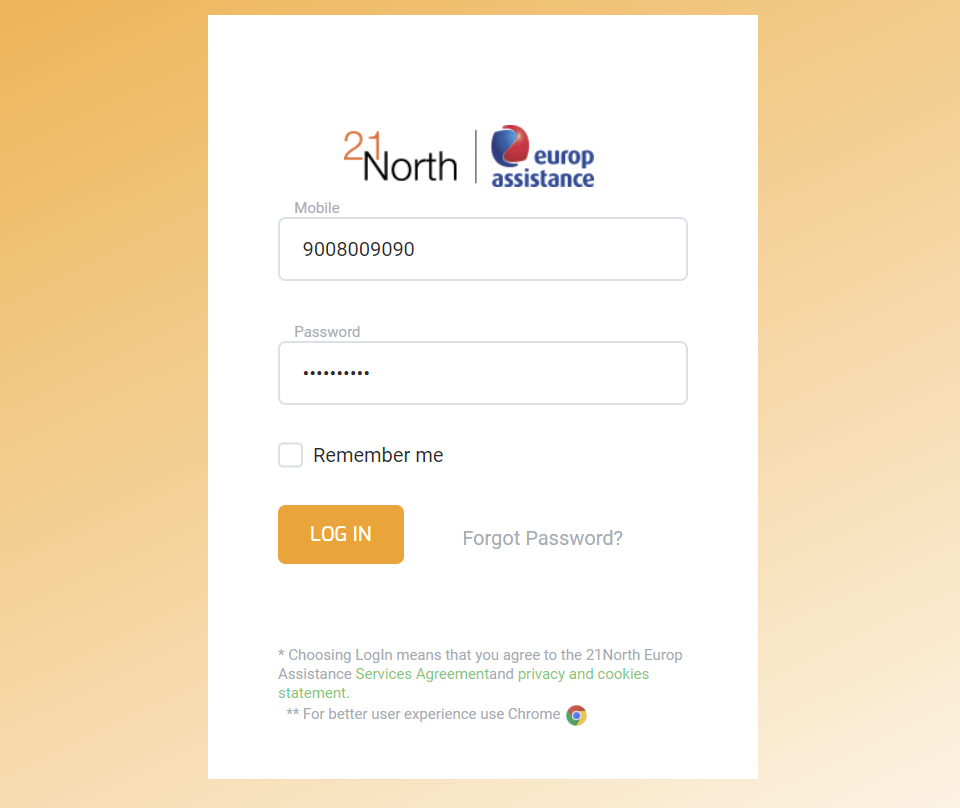 21North
europ
assistance
Mobile
9008009090
Password
••••••••••
Remember me
LOG IN
Forgot Password?
* Choosing LogIn means that you agree to the 21North Europ
Assistance Services Agreementand privacy and cookies
statement.
** For better user experience use Chrome